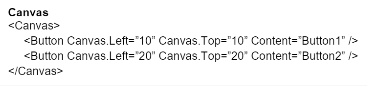 Canvas
<Canvas>
<Button Canvas.Left="10" Canvas.Top="10" Content="Button1" />
<Button Canvas.Left="20" Canvas.Top="20" Content="Button2" />
</Canvas>